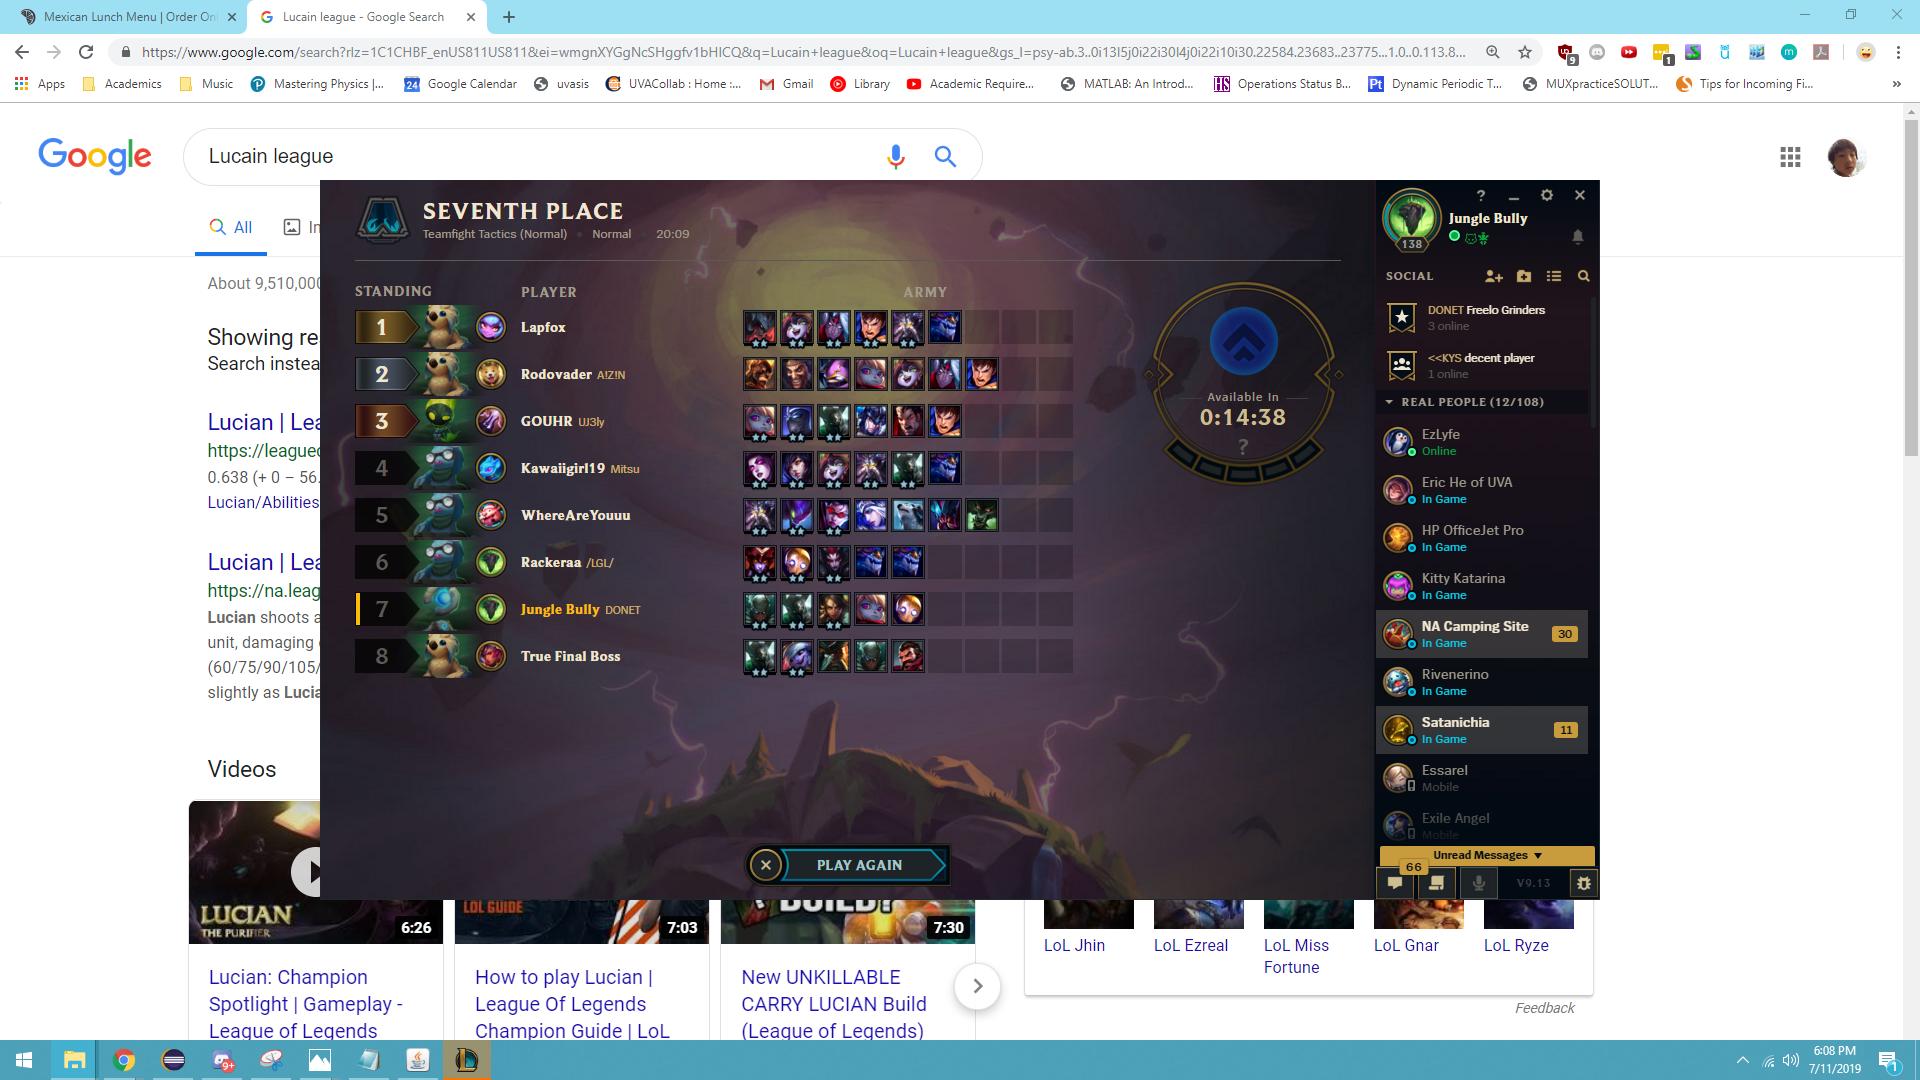 Mexican Lunch Menu | Order Onl
Lucain league - Google Search
https://www.google.com/search?rlz=1C1CHBF_enUS811US811&ei=wmgnXYGgNcSHggfv1bHICQ&q=Lucain+league&oq=Lucain+league&gs_l=psy-ab.3..0i13l5j0i22i30l4j0i22i10i30.22584.23683..23775...1.0..0.113.8...
9
1
Apps
Academics
Music
Mastering Physics |...
24
Google Calendar
uvasis
UVACollab : Home :...
Gmail
Library
Academic Require...
MATLAB: An Introd...
HS
Operations Status B...
Pt
Dynamic Periodic T...
MUXpracticeSOLUT...
Tips for Incoming Fi...
»
Google
Lucain league
All
About 9,510,000
Showing re
Search instea
Lucian | Lea
https://leagueo
0.638 (+ 0 – 56.
Lucian/Abilities
Lucian | Lea
https://na.leag
Lucian shoots a
unit, damaging
(60/75/90/105/
slightly as Lucia
Videos
SEVENTH PLACE
Teamfight Tactics (Normal) • Normal • 20:09
STANDING
PLAYER
ARMY
1 Lapfox
2 Rodovader A!Z!N
3 GOUHR UJ3ly
4 Kawaiigirl19 Mitsu
5 WhereAreYouuu
6 Rackeraa /LGL/
7 Jungle Bully DONET
8 True Final Boss
Available In
0:14:38
?
PLAY AGAIN
?
Jungle Bully
138
SOCIAL
DONET Freelo Grinders
3 online
<<KYS decent player
1 online
REAL PEOPLE (12/108)
EzLyfe
Online
Eric He of UVA
In Game
HP OfficeJet Pro
In Game
Kitty Katarina
In Game
NA Camping Site
In Game
30
Rivenerino
In Game
Satanichia
In Game
11
Essarel
Mobile
Exile Angel
Mobile
Unread Messages
66
V9.13
LUCIAN
THE PURIFIER
6:26
LOL GUIDE
7:03
BUILD?
7:30
Lucian: Champion
Spotlight | Gameplay -
League of Legends
How to play Lucian |
League Of Legends
Champion Guide | LoL
New UNKILLABLE
CARRY LUCIAN Build
(League of Legends)
LoL Jhin
LoL Ezreal
LoL Miss
Fortune
LoL Gnar
LoL Ryze
Feedback
9+
6:08 PM
7/11/2019
1